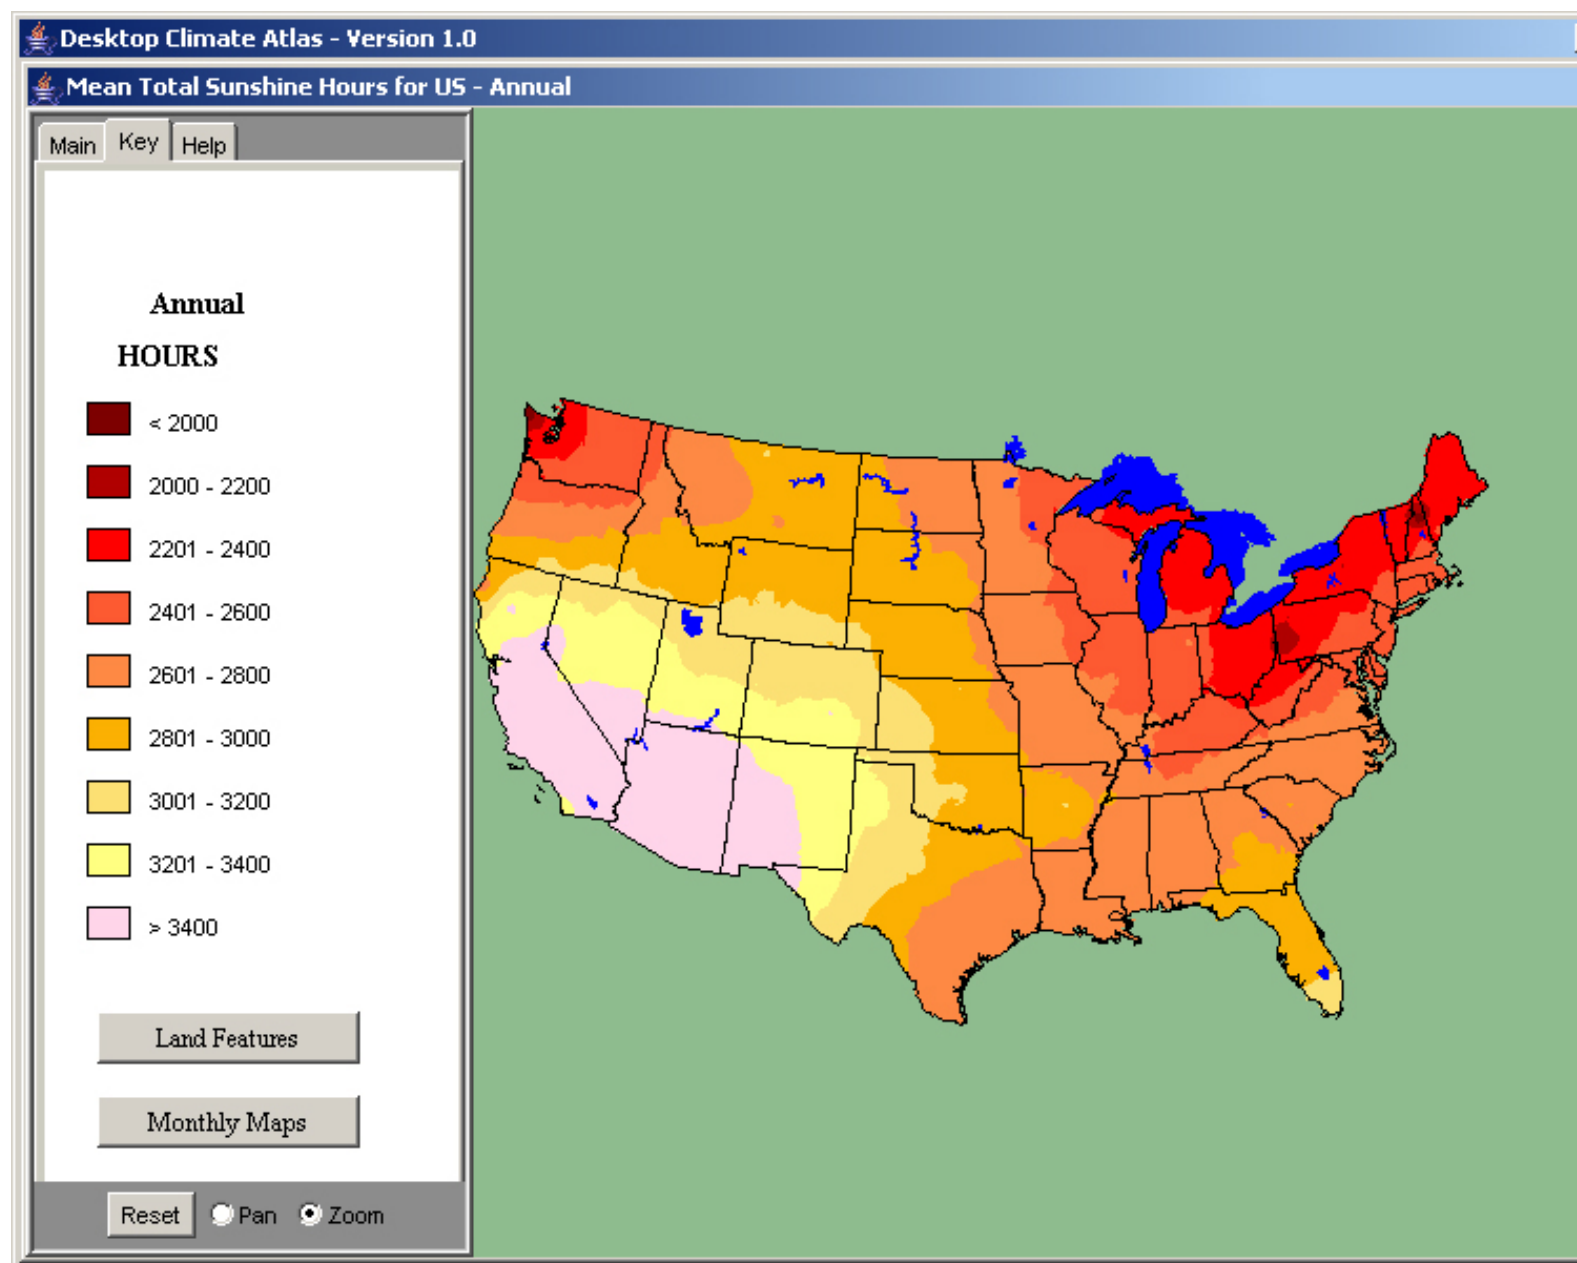 Desktop Climate Atlas - Version 1.0
Mean Total Sunshine Hours for US - Annual
Main Key Help
Annual
HOURS
< 2000
2000 - 2200
2201 - 2400
2401 - 2600
2601 - 2800
2801 - 3000
3001 - 3200
3201 - 3400
> 3400
Land Features
Monthly Maps
Reset Pan Zoom